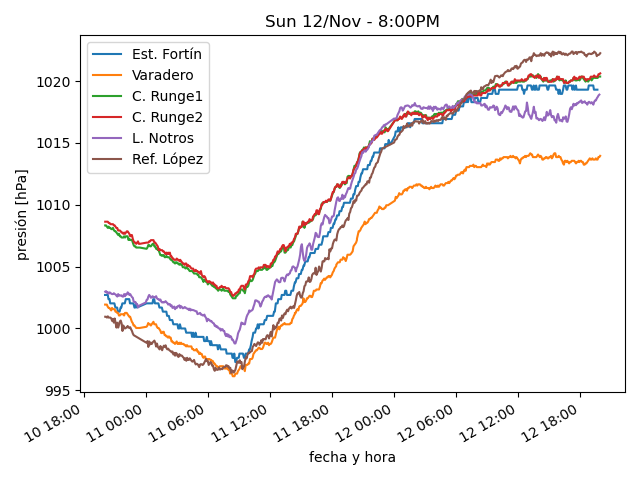 Sun 12/Nov - 8:00PM
Est. Fortín
Varadero
C. Runge1
C. Runge2
L. Notros
Ref. López
presión [hPa]
1020
1015
1010
1005
1000
995
10 18:00
11 00:00
11 06:00
11 12:00
11 18:00
12 00:00
12 06:00
12 12:00
12 18:00
fecha y hora